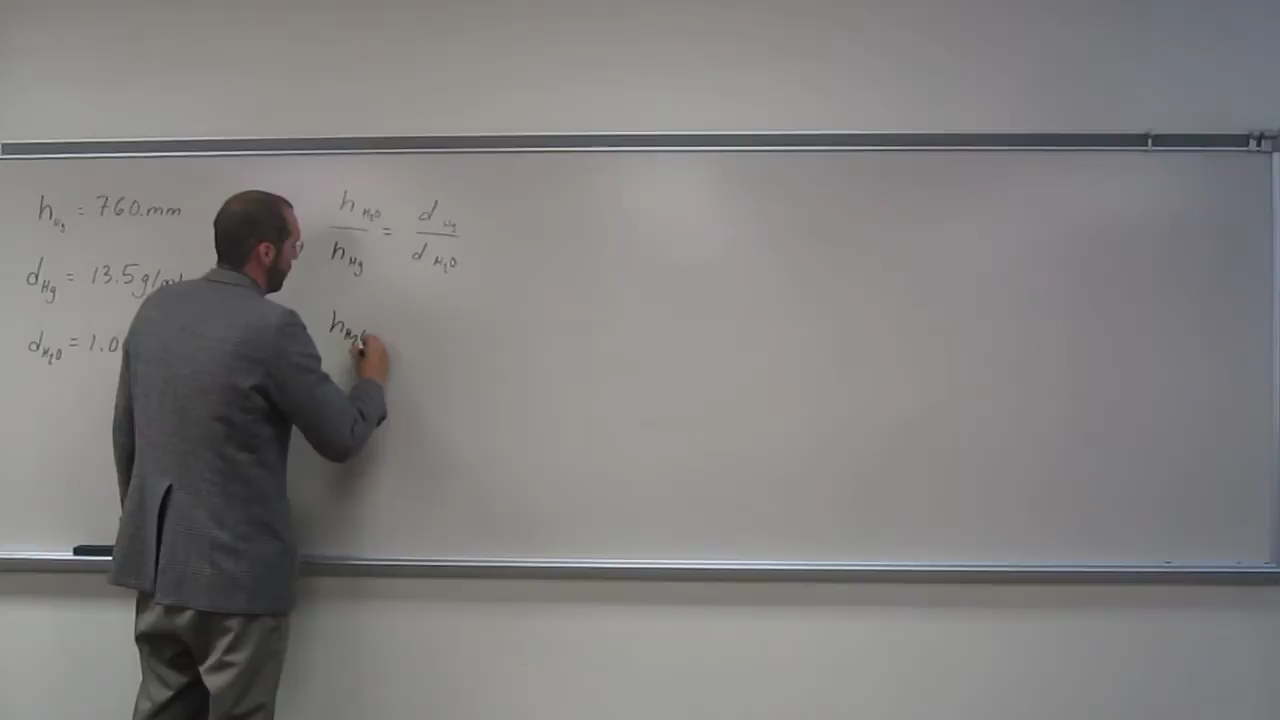 h_Hg = 760. mm
d_Hg = 13.5 g/
d_H₂O = 1.0
h_H₂O / h_Hg = d_Hg / d_H₂O
h_H₂